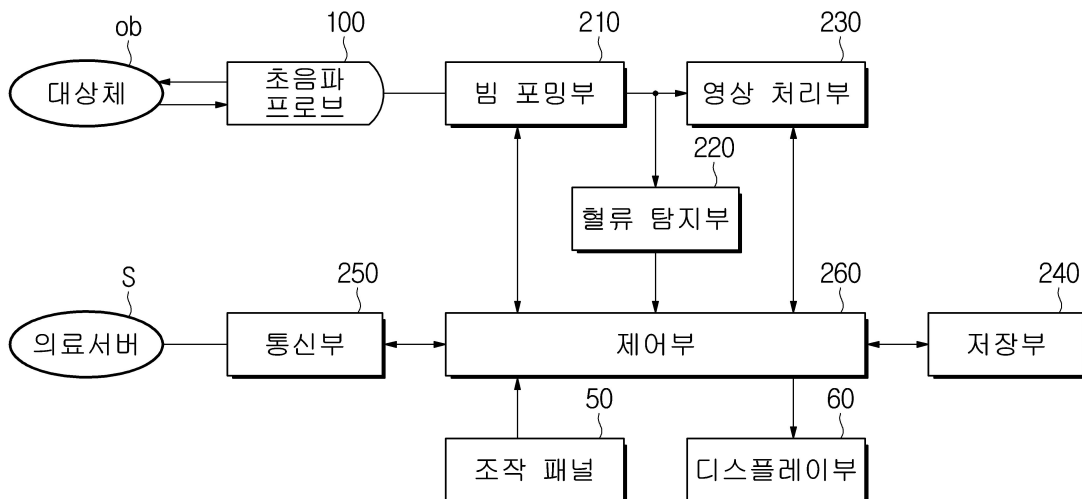 ob
100
210
230
대상체
초음파
프로브
빔 포밍부
영상 처리부
220
혈류 탐지부
S
250
260
240
의료서버
통신부
제어부
저장부
50
60
조작 패널
디스플레이부